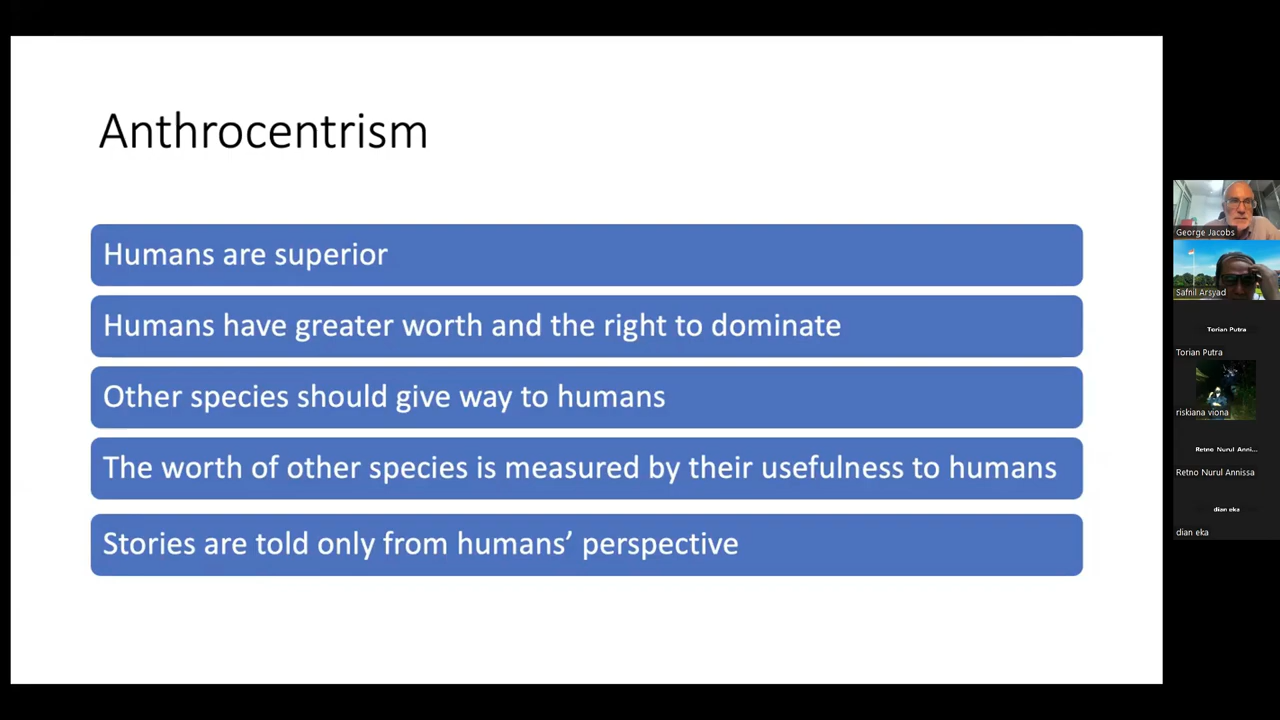 Anthrocentrism
Humans are superior
Humans have greater worth and the right to dominate
Other species should give way to humans
The worth of other species is measured by their usefulness to humans
Stories are told only from humans’ perspective
George Jacobs
Safnil Arsyad
Torian Putra
Torian Putra
riskiana viona
Retno Nurul Anni...
Retno Nurul Annissa
dian eka
dian eka